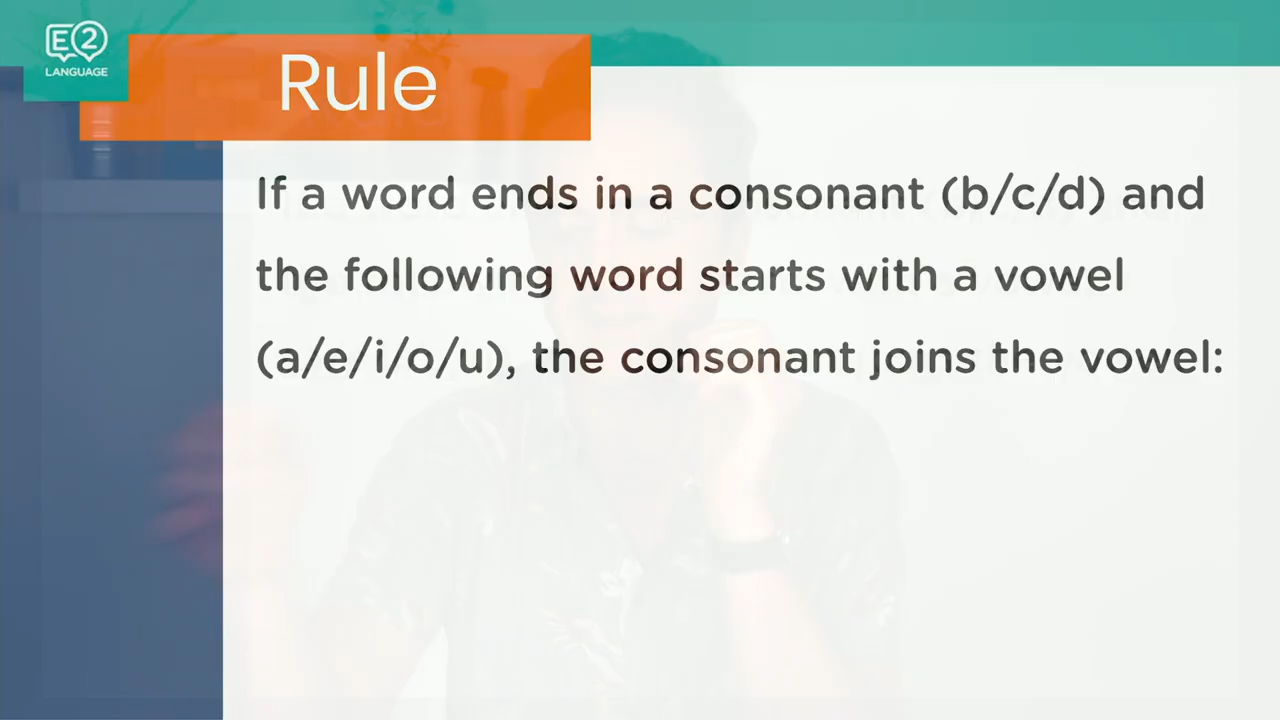 E2
LANGUAGE
Rule
If a word ends in a consonant (b/c/d) and
the following word starts with a vowel
(a/e/i/o/u), the consonant joins the vowel: